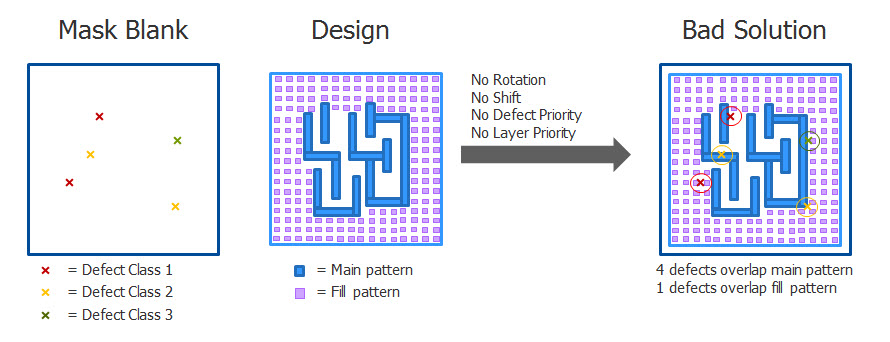 Mask Blank
Design
Bad Solution
No Rotation
No Shift
No Defect Priority
No Layer Priority
= Defect Class 1
= Defect Class 2
= Defect Class 3
= Main pattern
= Fill pattern
4 defects overlap main pattern
1 defects overlap fill pattern